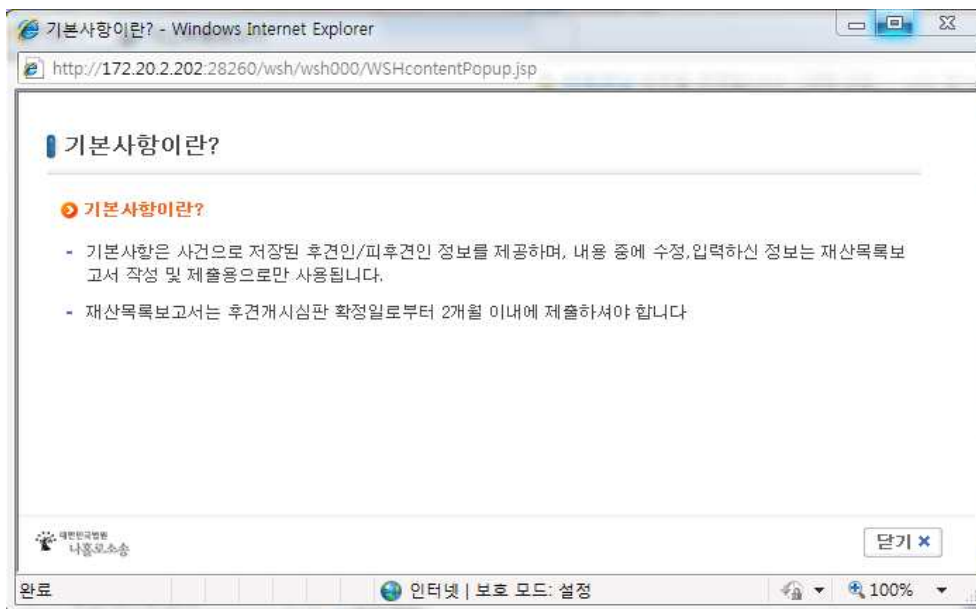 기본사항이란? - Windows Internet Explorer
http://172.20.2.202:28260/wsh/wsh000/WSHcontentPopup.jsp
기본사항이란?
기본사항이란?
- 기본사항은 사건으로 저장된 후견인/피후견인 정보를 제공하며, 내용 중에 수정,입력하신 정보는 재산목록보
고서 작성 및 제출용으로만 사용됩니다.
- 재산목록보고서는 후견개시심판 확정일로부터 2개월 이내에 제출하셔야 합니다
대한민국법원
나홀로소송
닫기 ×
완료
인터넷 | 보호 모드: 설정
100%